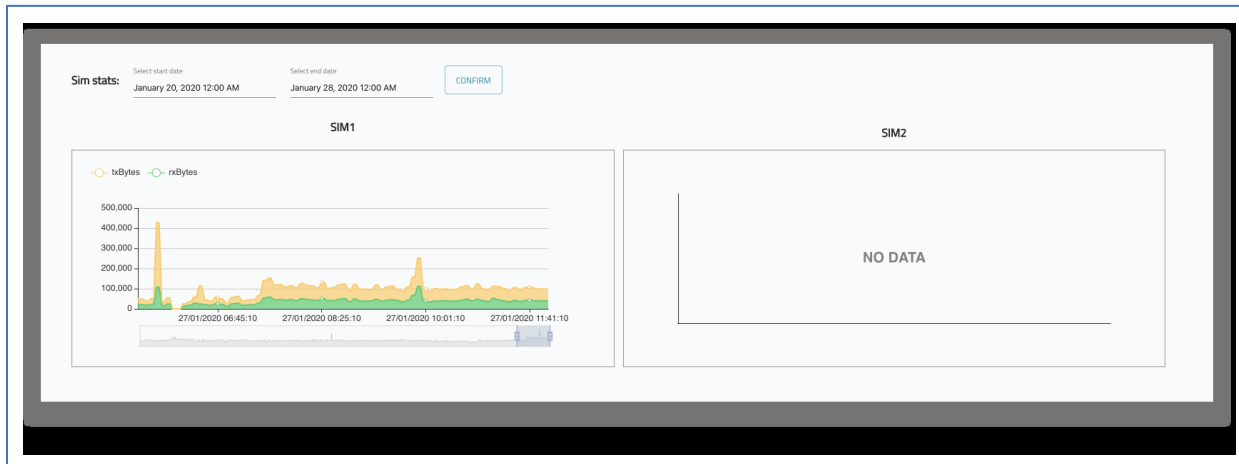 Sim stats:
Select start date
January 20, 2020 12:00 AM
Select end date
January 28, 2020 12:00 AM
CONFIRM
SIM1
txBytes rxBytes
500,000
400,000
300,000
200,000
100,000
0
27/01/2020 06:45:10 27/01/2020 08:25:10 27/01/2020 10:01:10 27/01/2020 11:41:10
SIM2
NO DATA